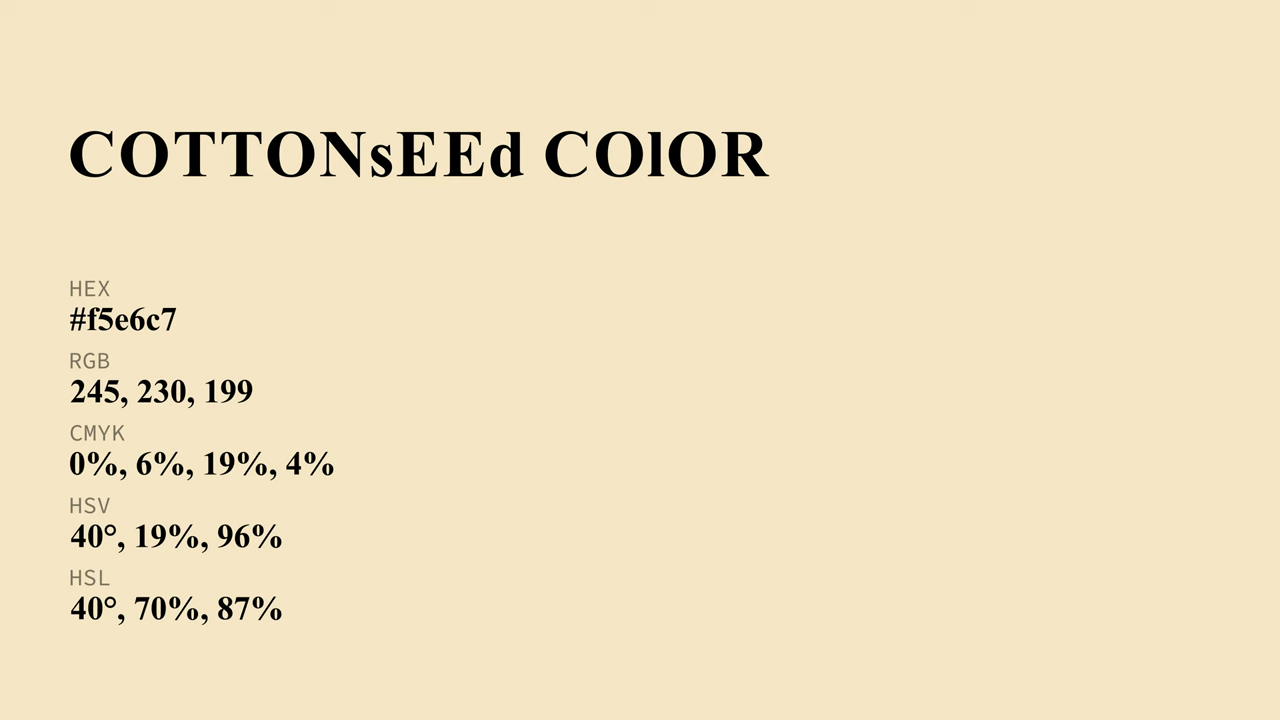 COTTONsEEd COlOR
HEX
#f5e6c7
RGB
245, 230, 199
CMYK
0%, 6%, 19%, 4%
HSV
40°, 19%, 96%
HSL
40°, 70%, 87%